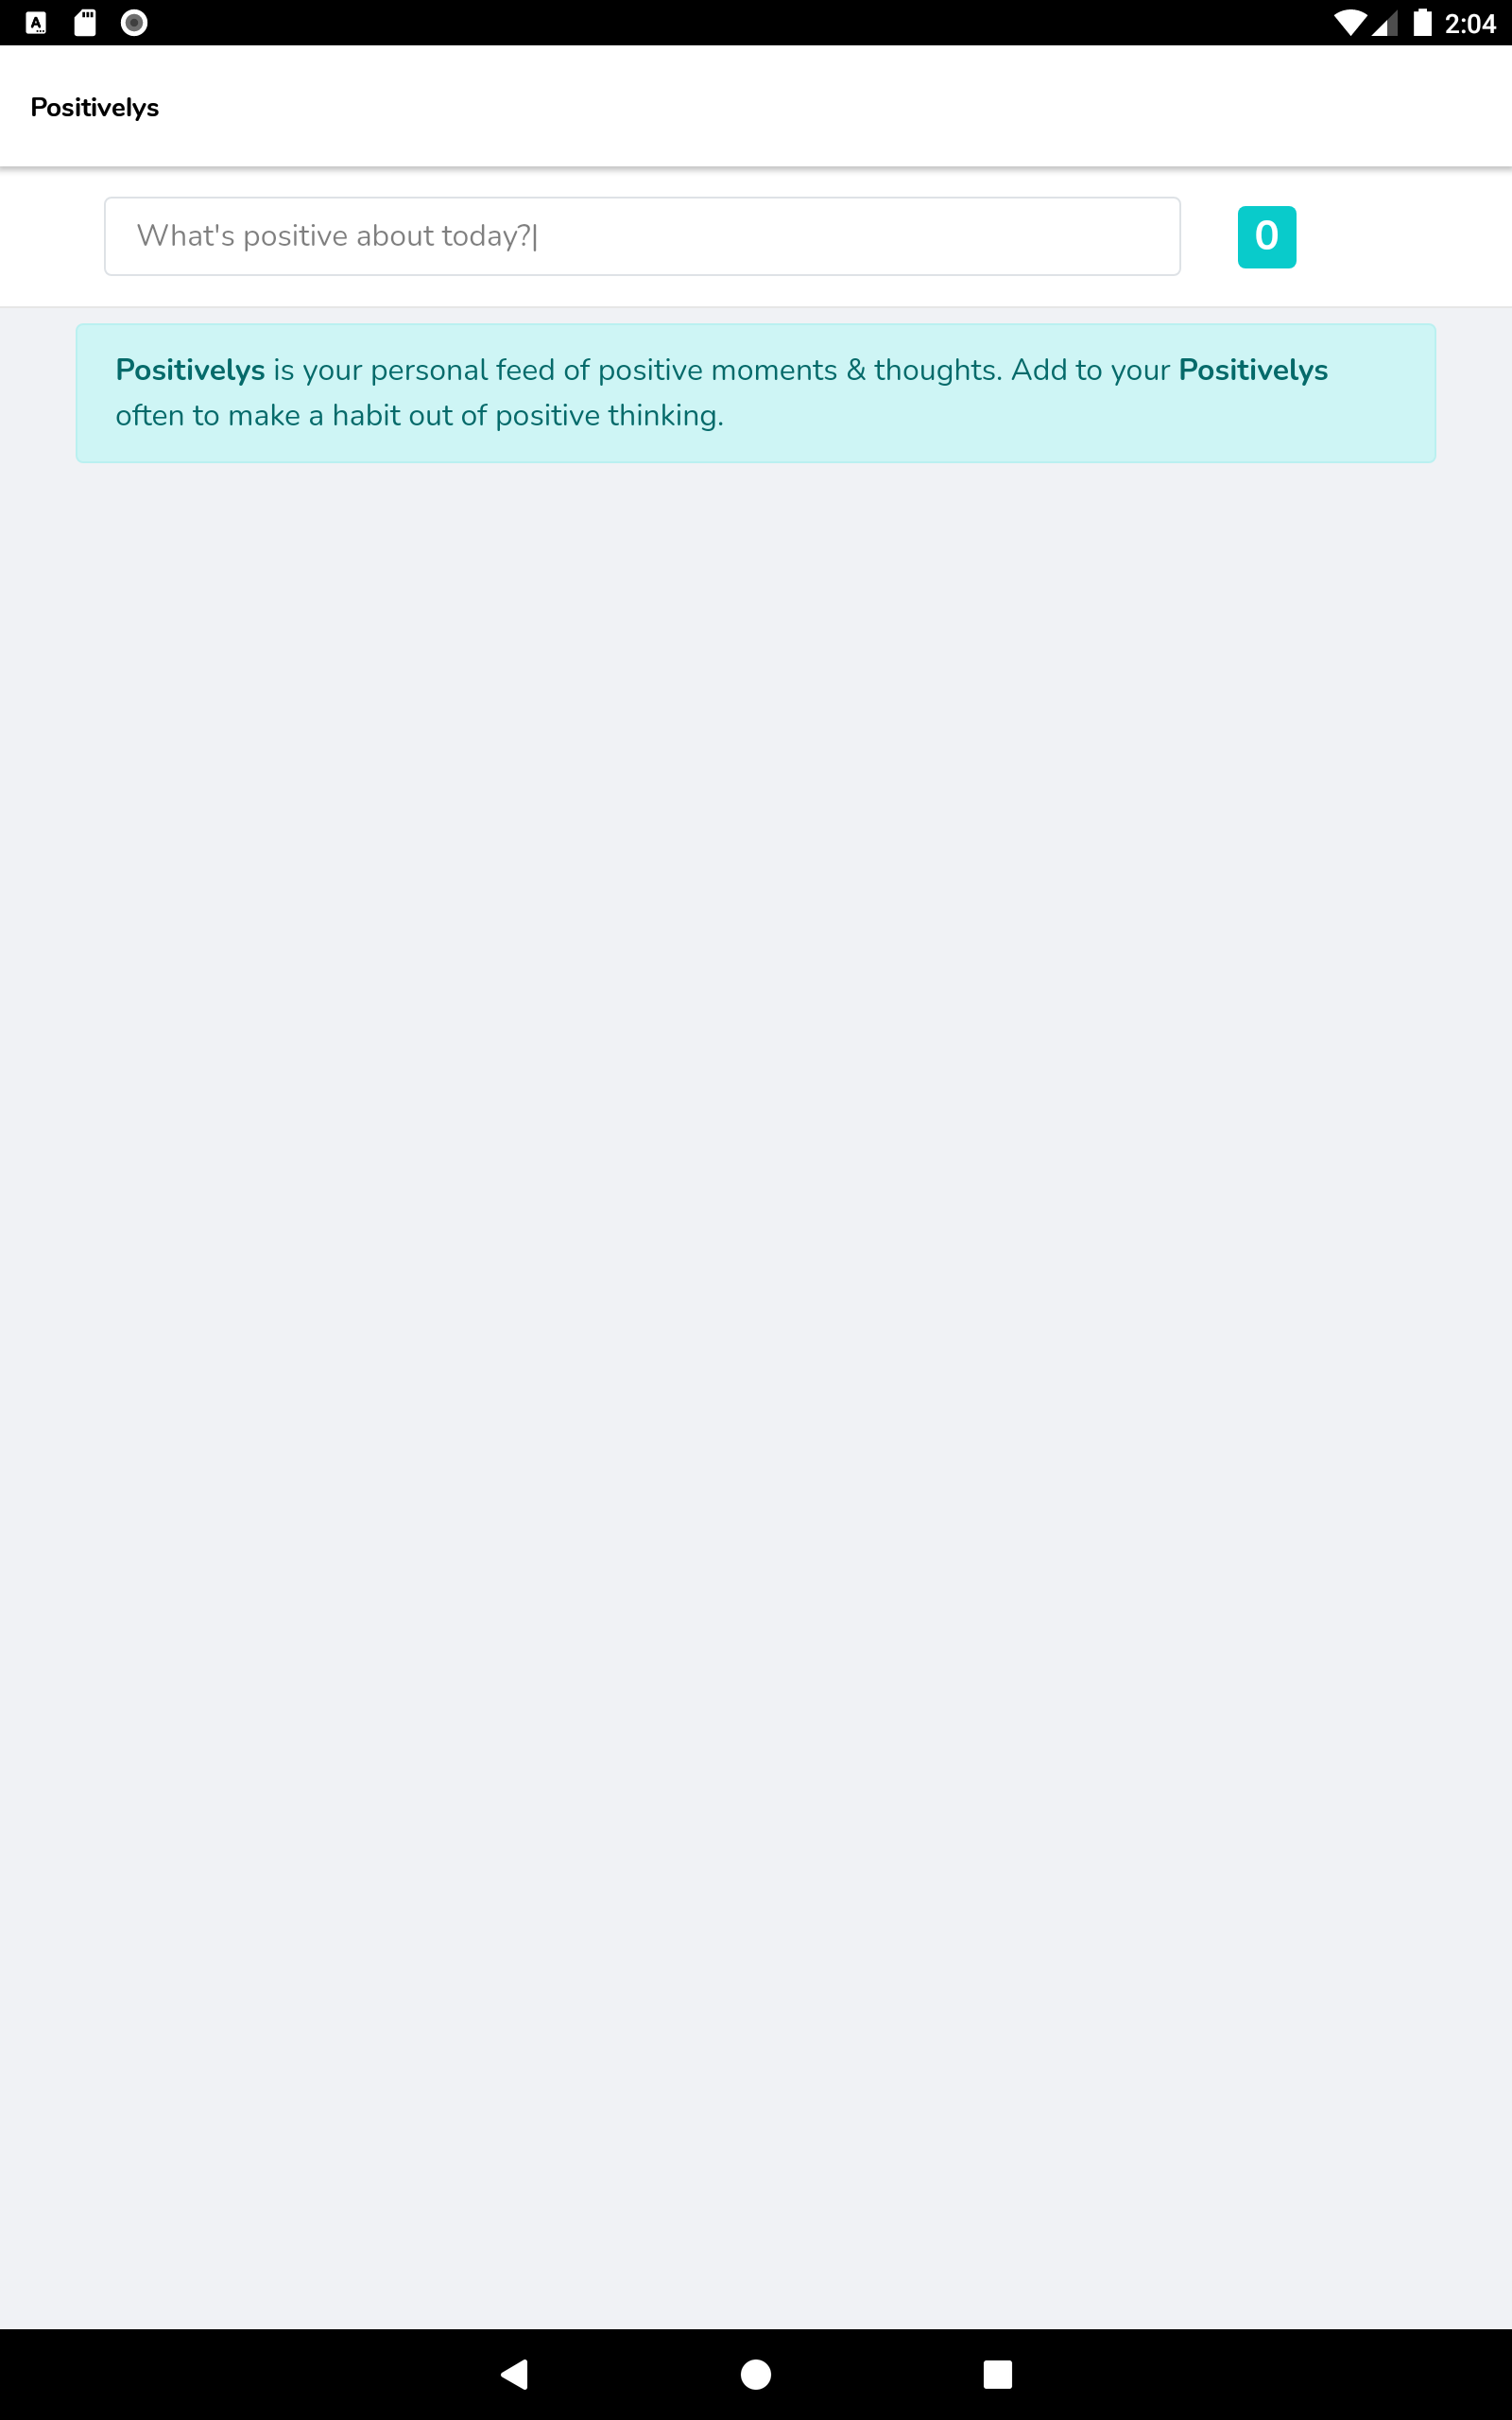 2:04
Positivelys
What's positive about today?
0
Positivelys is your personal feed of positive moments & thoughts. Add to your Positivelys
often to make a habit out of positive thinking.